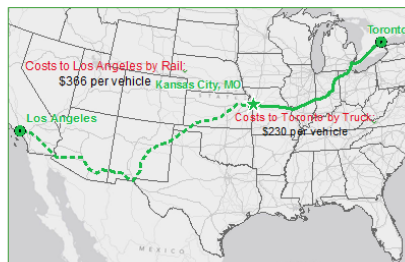 Toronto
Costs to Los Angeles by Rail:
$366 per vehicle
Kansas City, MO
Los Angeles
Costs to Toronto by Truck:
$230 per vehicle
MEXICO